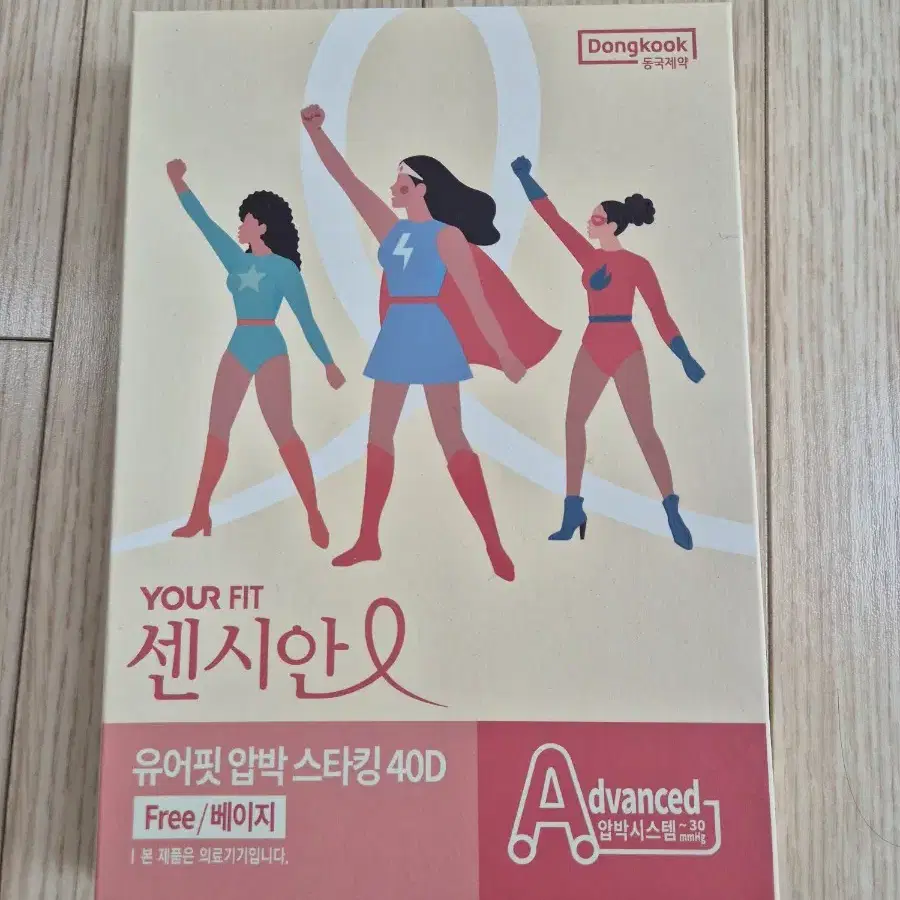 Dongkook
동국제약
YOUR FIT
센시안
유어핏 압박 스타킹 40D
Free/베이지
본 제품은 의료기기입니다.
Advanced
압박시스템 ~30 mmHg